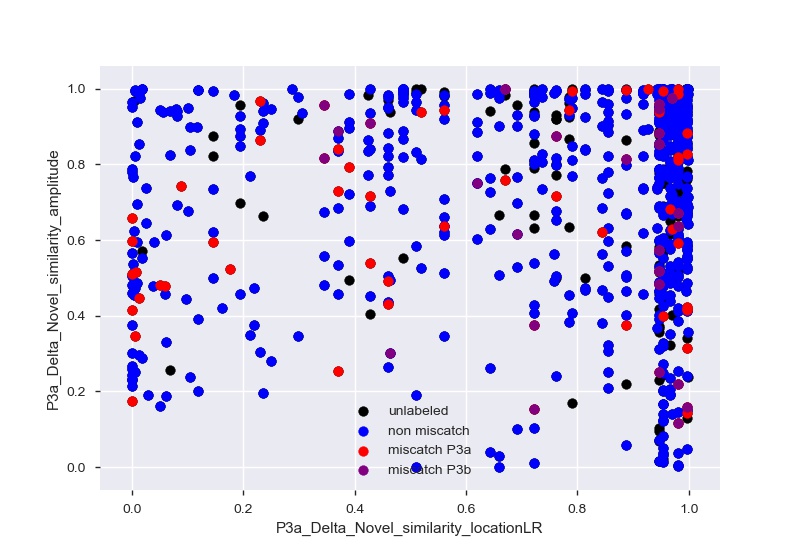 1.0
0.8
0.6
0.4
0.2
0.0
P3a_Delta_Novel_similarity_amplitude
unlabeled
non miscatch
miscatch P3a
miscatch P3b
0.0 0.2 0.4 0.6 0.8 1.0
P3a_Delta_Novel_similarity_locationLR